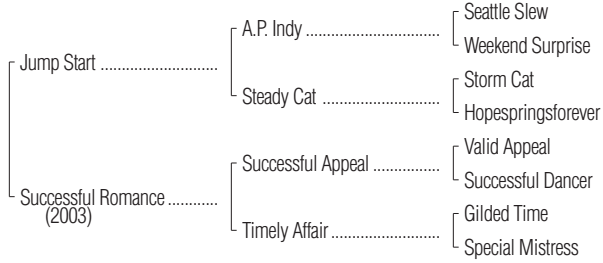 Seattle Slew
A.P. Indy ..............................
Weekend Surprise
Jump Start ...........................
Storm Cat
Steady Cat ...........................
Hopespringsforever
Valid Appeal
Successful Appeal ................
Successful Dancer
Successful Romance ............
(2003)
Gilded Time
Timely Affair .........................
Special Mistress